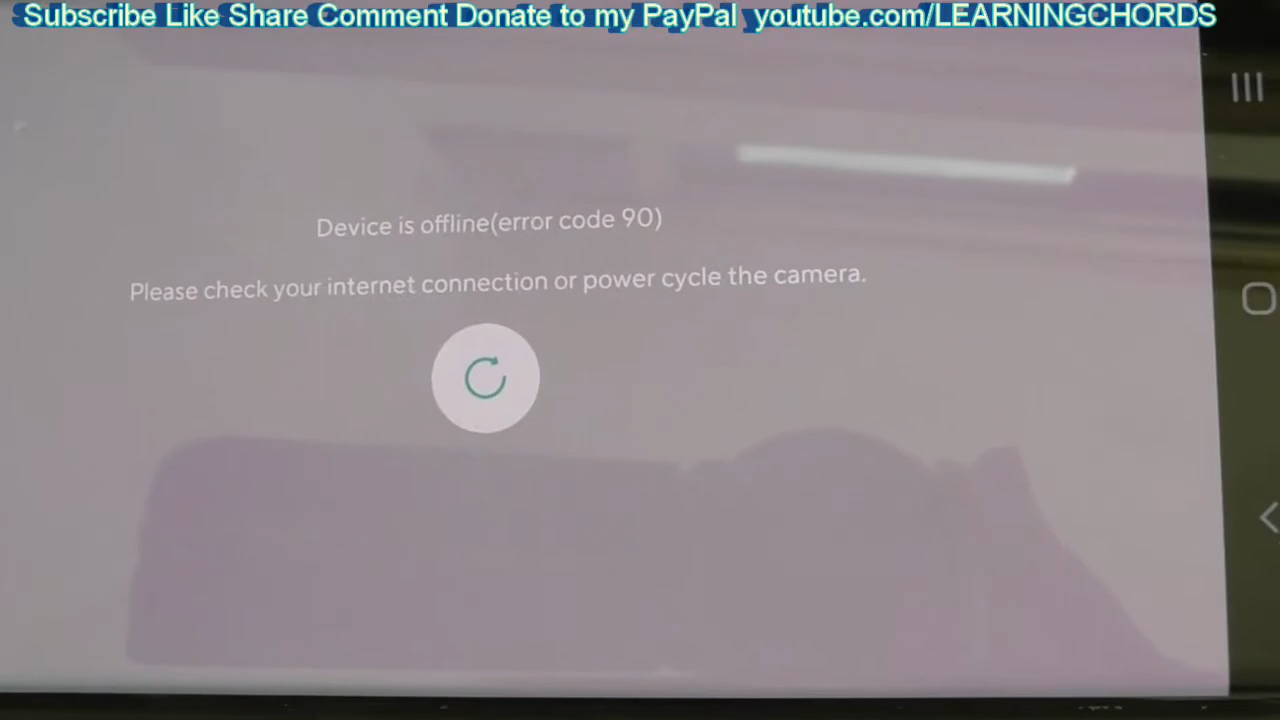 Subscribe Like Share Comment Donate to my PayPal youtube.com/LEARNINGCHORDS
Device is offline(error code 90)
Please check your internet connection or power cycle the camera.